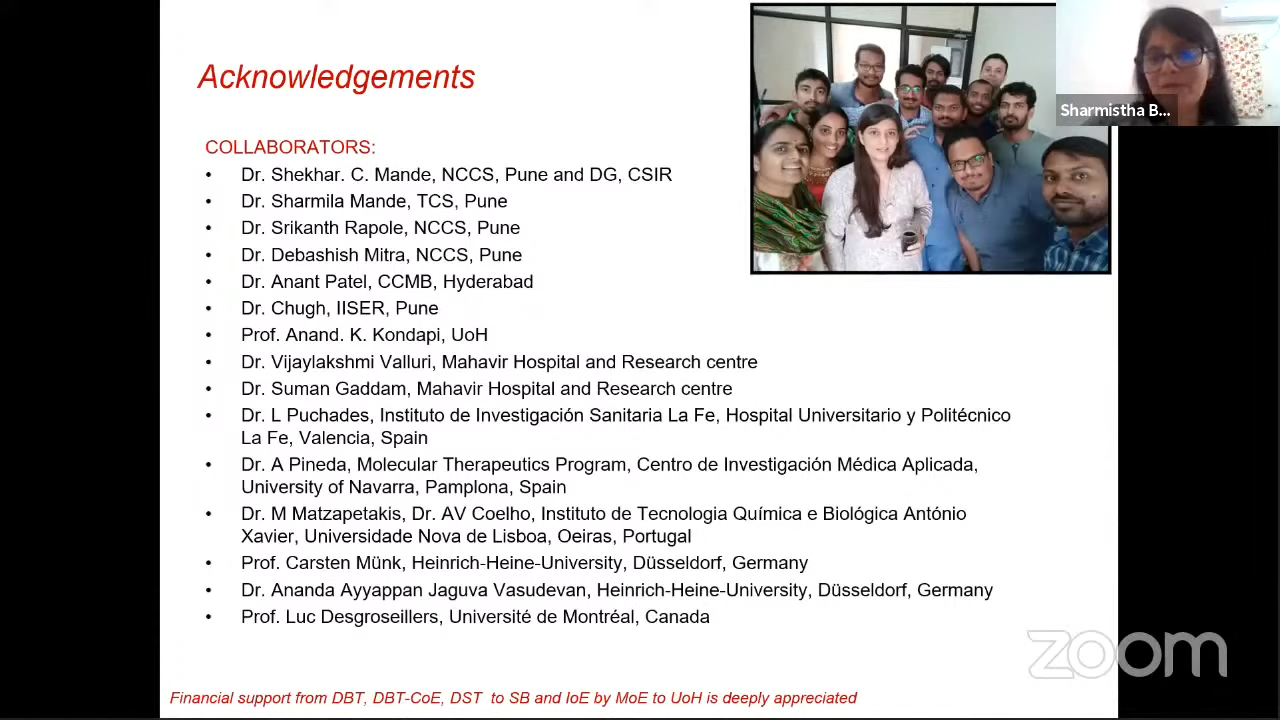 Acknowledgements
Sharmistha B...
COLLABORATORS:
• Dr. Shekhar. C. Mande, NCCS, Pune and DG, CSIR
• Dr. Sharmila Mande, TCS, Pune
• Dr. Srikanth Rapole, NCCS, Pune
• Dr. Debashish Mitra, NCCS, Pune
• Dr. Anant Patel, CCMB, Hyderabad
• Dr. Chugh, IISER, Pune
• Prof. Anand. K. Kondapi, UoH
• Dr. Vijaylakshmi Valluri, Mahavir Hospital and Research centre
• Dr. Suman Gaddam, Mahavir Hospital and Research centre
• Dr. L Puchades, Instituto de Investigación Sanitaria La Fe, Hospital Universitario y Politécnico
La Fe, Valencia, Spain
• Dr. A Pineda, Molecular Therapeutics Program, Centro de Investigación Médica Aplicada,
University of Navarra, Pamplona, Spain
• Dr. M Matzapetakis, Dr. AV Coelho, Instituto de Tecnologia Química e Biológica António
Xavier, Universidade Nova de Lisboa, Oeiras, Portugal
• Prof. Carsten Münk, Heinrich-Heine-University, Düsseldorf, Germany
• Dr. Ananda Ayyappan Jaguva Vasudevan, Heinrich-Heine-University, Düsseldorf, Germany
• Prof. Luc Desgroseillers, Université de Montréal, Canada
zoom
Financial support from DBT, DBT-CoE, DST to SB and IoE by MoE to UoH is deeply appreciated